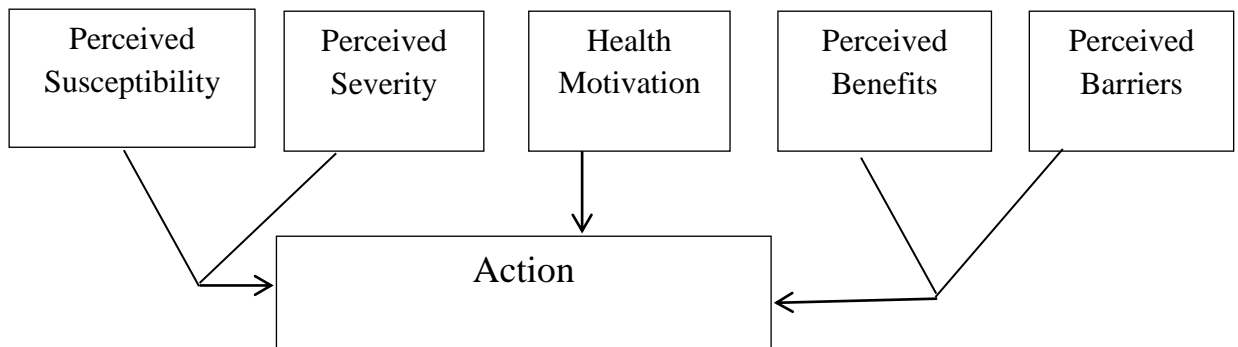 Perceived
Susceptibility
Perceived
Severity
Health
Motivation
Perceived
Benefits
Perceived
Barriers
Action